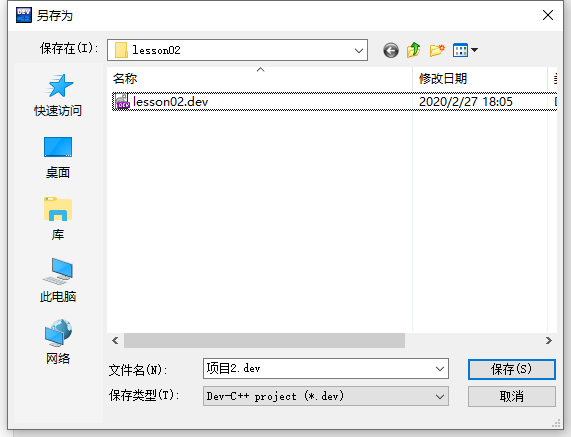 另存为
保存在(I):
lesson02
名称
修改日期
lesson02.dev
2020/2/27 18:05
快速访问
桌面
库
此电脑
网络
文件名(N):
项目2.dev
保存(S)
保存类型(T):
Dev-C++ project (*.dev)
取消